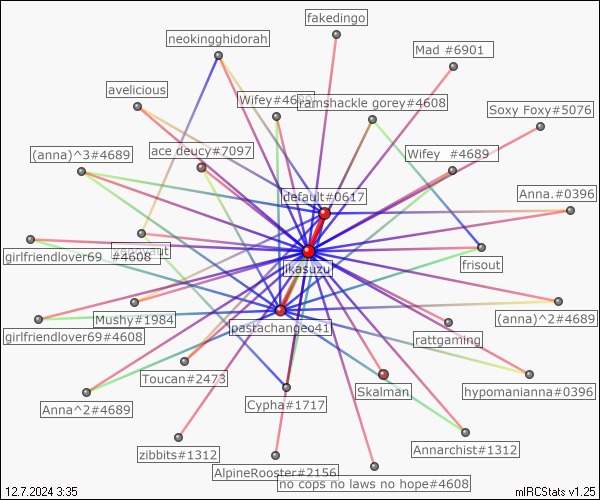 fakedingo
neokingghidorah
Mad #6901
avelicious
Wifey#4689
ramshackle gorey#4608
Soxy Foxy#5076
(anna)^3#4689
ace deucy#7097
Wifey  #4689
default#0617
Anna.#0396
girlfriendlover69_#4608
ikasuzu
frisout
Mushy#1984
(anna)^2#4689
girlfriendlover69#4608
pastachangeo41
rattgaming
Toucan#2473
Skalman
hypomanianna#0396
Anna^2#4689
Cypha#1717
Annarchist#1312
zibbits#1312
AlpineRooster#2156
no cops no laws no hope#4608
12.7.2024 3:35
mIRCStats v1.25